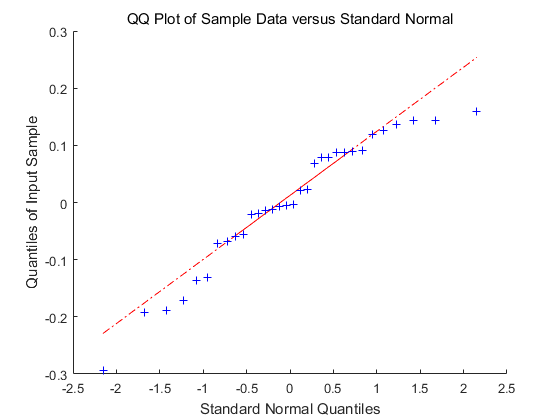 QQ Plot of Sample Data versus Standard Normal
0.3
0.2
0.1
0
-0.1
-0.2
-0.3
Quantiles of Input Sample
-2.5 -2 -1.5 -1 -0.5 0 0.5 1 1.5 2 2.5
Standard Normal Quantiles